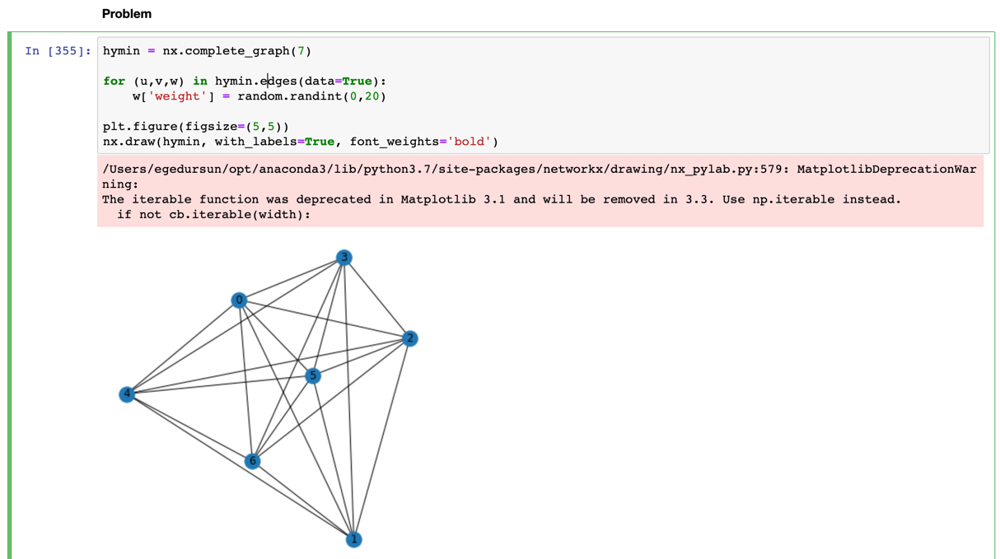 Problem
In [355]: hymin = nx.complete_graph(7)
for (u,v,w) in hymin.edges(data=True):
    w['weight'] = random.randint(0,20)
plt.figure(figsize=(5,5))
nx.draw(hymin, with_labels=True, font_weights='bold')
/Users/egedursun/opt/anaconda3/lib/python3.7/site-packages/networkx/drawing/nx_pylab.py:579: MatplotlibDeprecationWar
ning:
The iterable function was deprecated in Matplotlib 3.1 and will be removed in 3.3. Use np.iterable instead.
  if not cb.iterable(width):
3
0
2
5
4
6
1